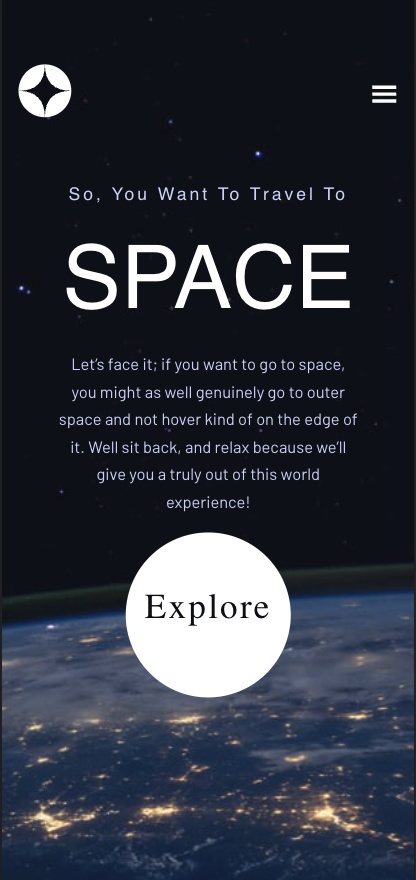 So, You Want To Travel To
SPACE
Let’s face it; if you want to go to space,
you might as well genuinely go to outer
space and not hover kind of on the edge of
it. Well sit back, and relax because we’ll
give you a truly out of this world
experience!
Explore